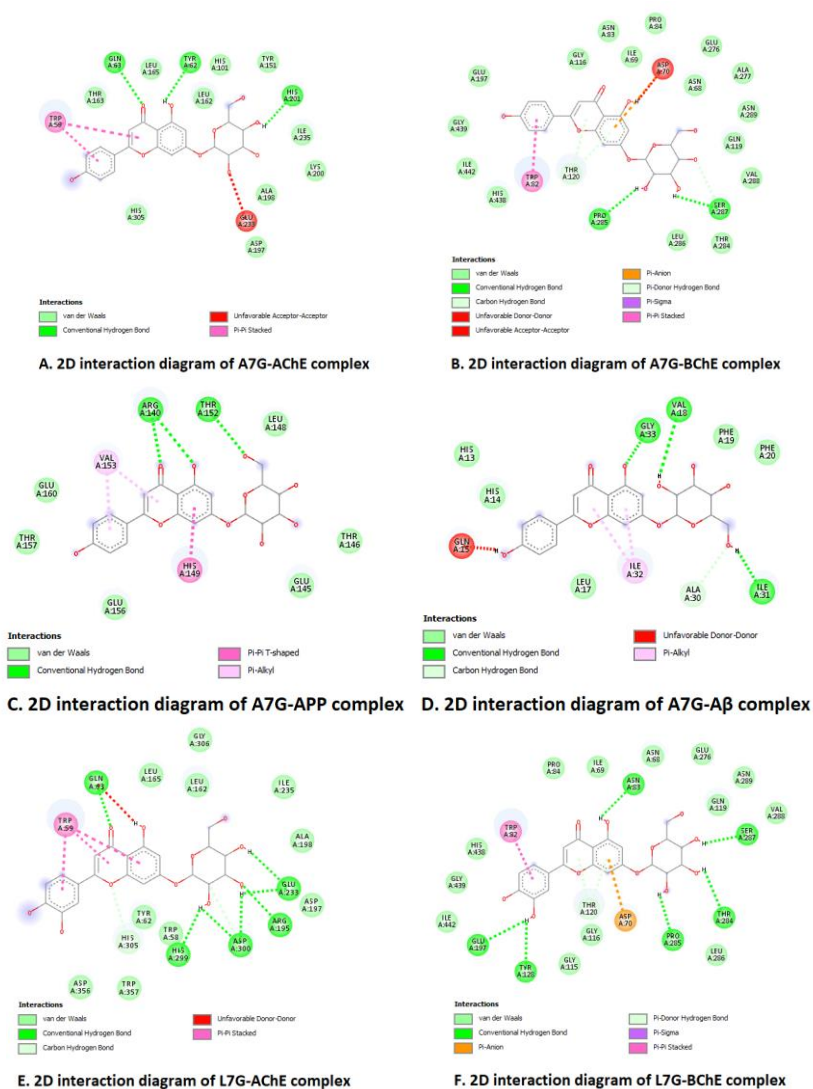 GLN
A:63
LEU
A:165
TYR
A:62
HIS
A:101
TYR
A:151
THR
A:163
LEU
A:162
HIS
A:201
TRP
A:59
ILE
A:235
LYS
A:200
ALA
A:198
HIS
A:305
GLU
A:233
ASP
A:197
Interactions
van der Waals
Conventional Hydrogen Bond
Unfavorable Acceptor-Acceptor
Pi-Pi Stacked
A. 2D interaction diagram of A7G-AChE complex
PRO
A:84
ASN
A:83
GLU
A:276
GLY
A:116
ILE
A:69
ASP
A:70
GLU
A:197
ASN
A:68
ALA
A:277
ASN
A:289
GLY
A:439
GLN
A:119
ILE
A:442
TRP
A:82
THR
A:120
VAL
A:288
HIS
A:438
PRO
A:285
SER
A:287
LEU
A:286
THR
A:284
Interactions
van der Waals
Conventional Hydrogen Bond
Carbon Hydrogen Bond
Unfavorable Donor-Donor
Unfavorable Acceptor-Acceptor
Pi-Anion
Pi-Donor Hydrogen Bond
Pi-Sigma
Pi-Pi Stacked
B. 2D interaction diagram of A7G-BChE complex
ARG
A:140
THR
A:152
LEU
A:148
VAL
A:153
GLU
A:160
THR
A:157
THR
A:146
HIS
A:149
GLU
A:145
GLU
A:156
Interactions
van der Waals
Conventional Hydrogen Bond
Pi-Pi T-shaped
Pi-Alkyl
C. 2D interaction diagram of A7G-APP complex
VAL
A:18
GLY
A:33
PHE
A:19
PHE
A:20
HIS
A:13
HIS
A:14
GLN
A:15
LEU
A:17
ILE
A:32
ALA
A:30
ILE
A:31
Interactions
van der Waals
Conventional Hydrogen Bond
Carbon Hydrogen Bond
Unfavorable Donor-Donor
Pi-Alkyl
D. 2D interaction diagram of A7G-Aβ complex
GLY
A:306
GLN
LEU
A:165
LEU
A:162
ILE
A:235
TRP
A:59
ALA
A:198
GLU
A:233
ASP
A:197
TYR
A:62
TRP
A:58
ARG
A:195
HIS
A:305
HIS
A:299
ASP
A:300
ASP
A:356
TRP
A:357
Interactions
van der Waals
Conventional Hydrogen Bond
Carbon Hydrogen Bond
Unfavorable Donor-Donor
Pi-Pi Stacked
E. 2D interaction diagram of L7G-AChE complex
PRO
A:84
ILE
A:69
ASN
A:68
GLU
A:276
ASN
A:83
ASN
A:289
GLN
A:119
VAL
A:288
TRP
A:82
SER
A:287
HIS
A:438
GLY
A:439
THR
A:120
ASP
A:70
THR
A:284
ILE
A:442
GLU
A:197
GLY
A:116
PRO
A:285
LEU
A:286
TYR
A:128
GLY
A:115
Interactions
van der Waals
Conventional Hydrogen Bond
Pi-Anion
Pi-Donor Hydrogen Bond
Pi-Sigma
Pi-Pi Stacked
F. 2D interaction diagram of L7G-BChE complex